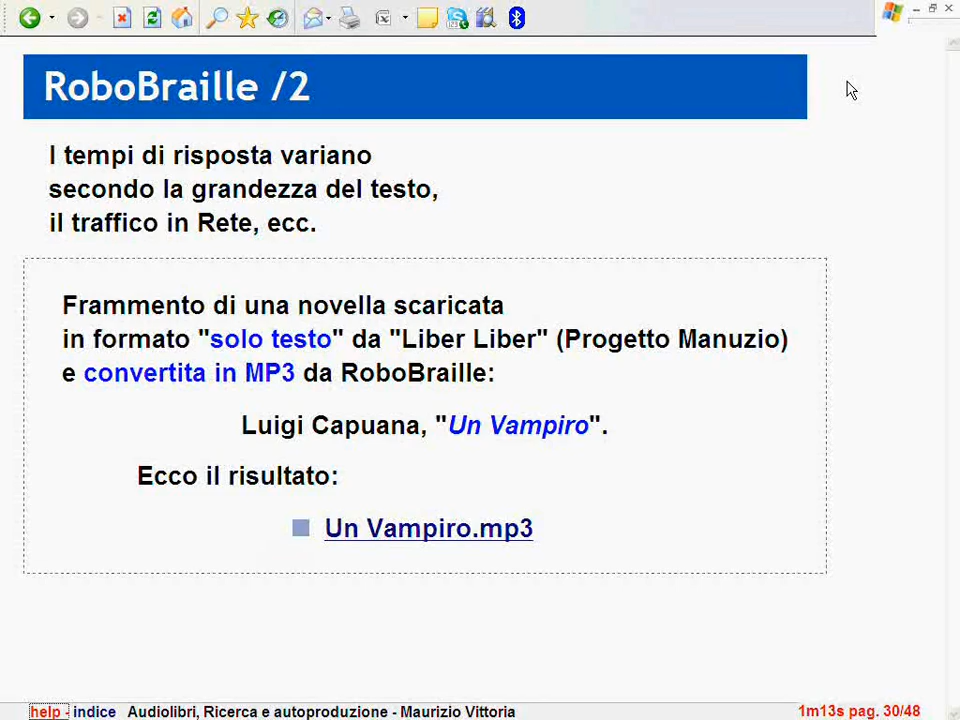 RoboBraille /2
I tempi di risposta variano
secondo la grandezza del testo,
il traffico in Rete, ecc.
Frammento di una novella scaricata
in formato "solo testo" da "Liber Liber" (Progetto Manuzio)
e convertita in MP3 da RoboBraille:
Luigi Capuana, "Un Vampiro".
Ecco il risultato:
Un Vampiro.mp3
help - indice Audiolibri, Ricerca e autoproduzione - Maurizio Vittoria 1m13s pag. 30/48